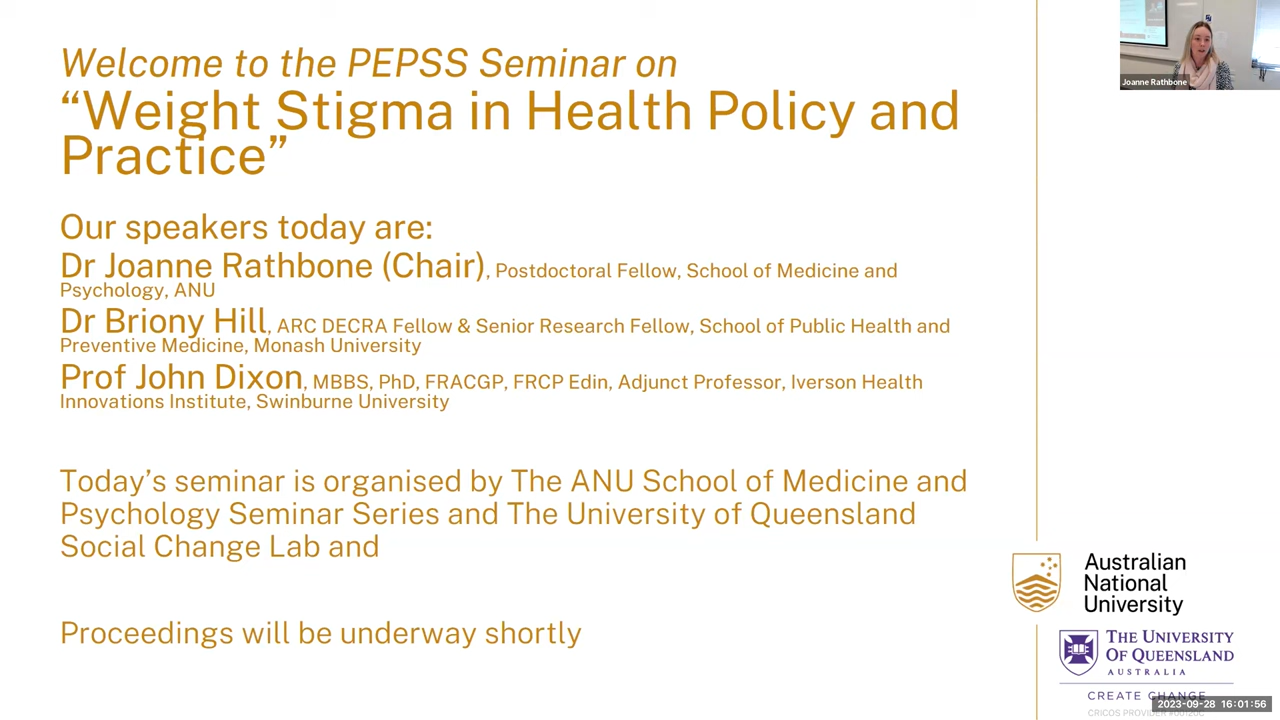 Welcome to the PEPSS Seminar on
“Weight Stigma in Health Policy and
Practice”
Our speakers today are:
Dr Joanne Rathbone (Chair), Postdoctoral Fellow, School of Medicine and
Psychology, ANU
Dr Briony Hill, ARC DECRA Fellow & Senior Research Fellow, School of Public Health and
Preventive Medicine, Monash University
Prof John Dixon, MBBS, PhD, FRACGP, FRCP Edin, Adjunct Professor, Iverson Health
Innovations Institute, Swinburne University
Today’s seminar is organised by The ANU School of Medicine and
Psychology Seminar Series and The University of Queensland
Social Change Lab and
Proceedings will be underway shortly
Joanne Rathbone
Australian
National
University
THE UNIVERSITY
OF QUEENSLAND
AUSTRALIA
CREATE CHANGE
2023-09-28 16:01:56
CRICOS PROVIDER